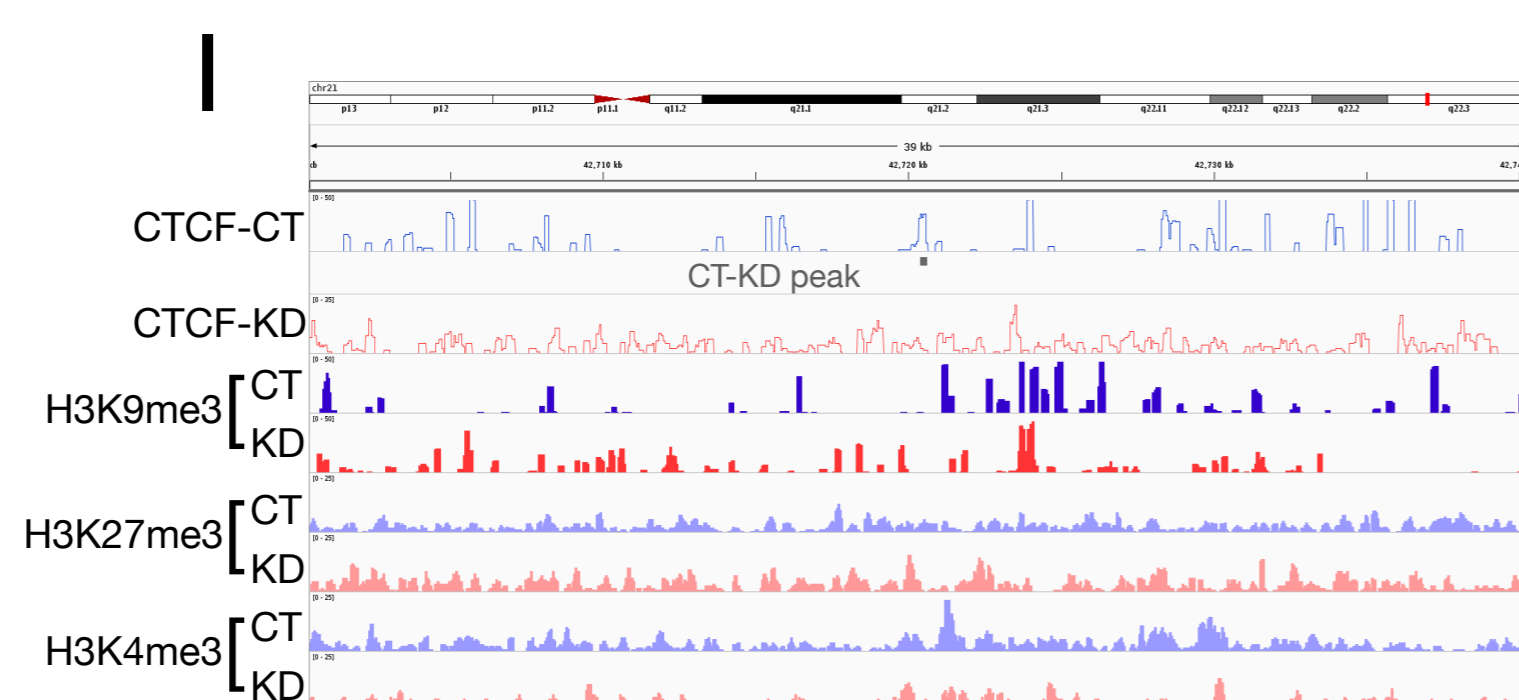 I
chr21
p13 p12 p11.2 p11.1 q11.2 q21.1 q21.2 q21.3 q22.11 q22.12 q22.13 q22.2 q22.3
39 kb
kb 42,710 kb 42,720 kb 42,730 kb 42,74
[0 - 50]
CTCF-CT
CT-KD peak
[0 - 35]
CTCF-KD
[0 - 50]
CT
H3K9me3
[0 - 50]
KD
[0 - 25]
CT
H3K27me3
[0 - 25]
KD
[0 - 25]
CT
H3K4me3
[0 - 25]
KD